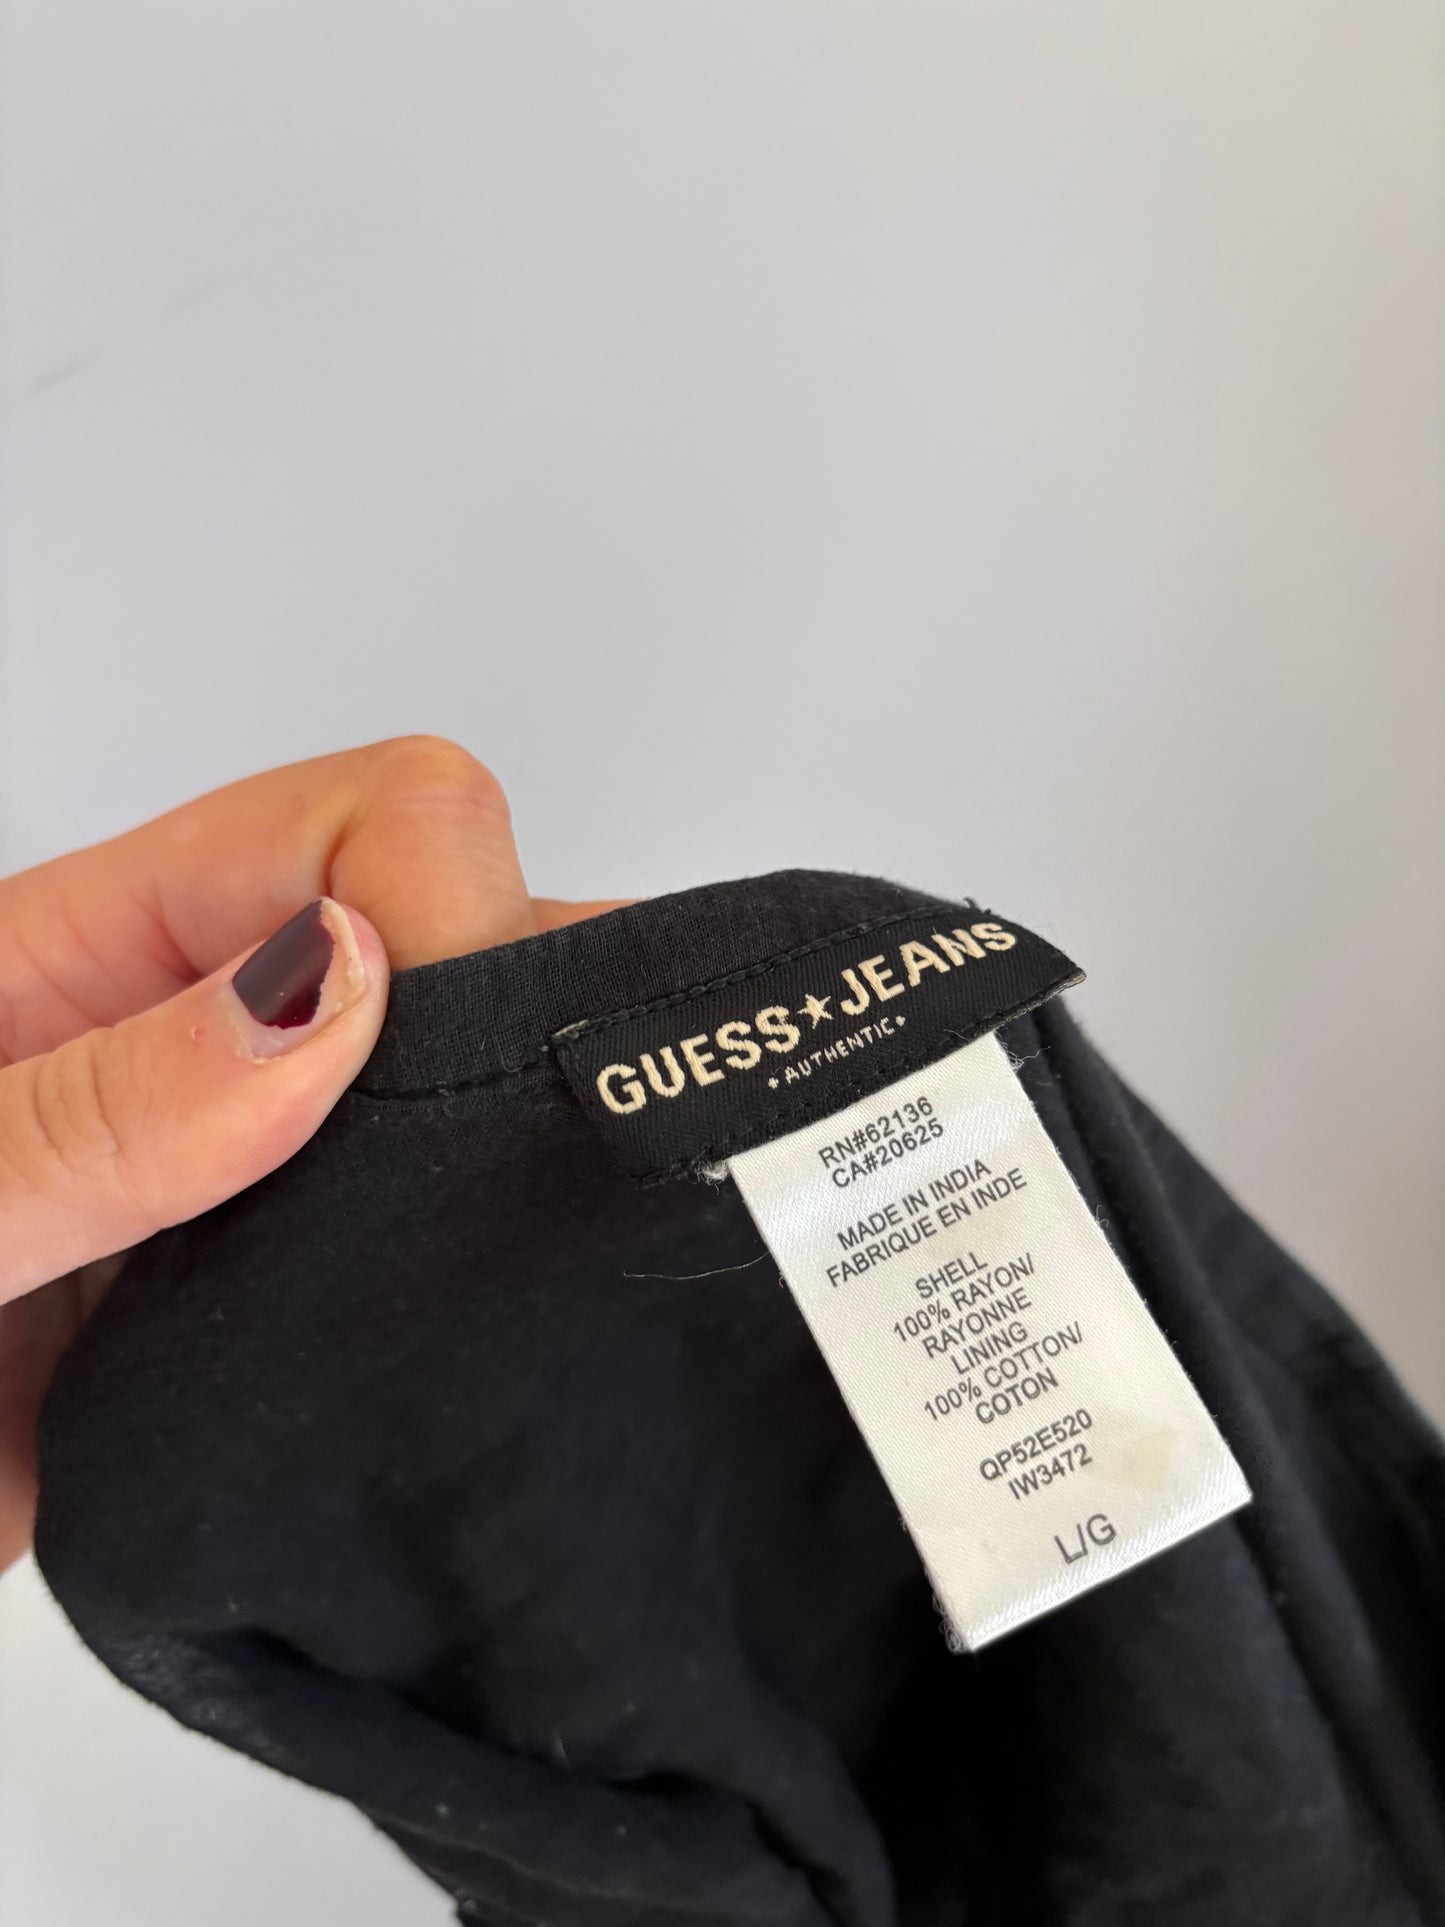 GUESS★JEANS
• AUTHENTIC •
RN#62136
CA#20625
MADE IN INDIA
FABRIQUE EN INDE
SHELL
100% RAYON/
RAYONNE
LINING
100% COTTON/
COTON
QP52E520
IW3472
L/G